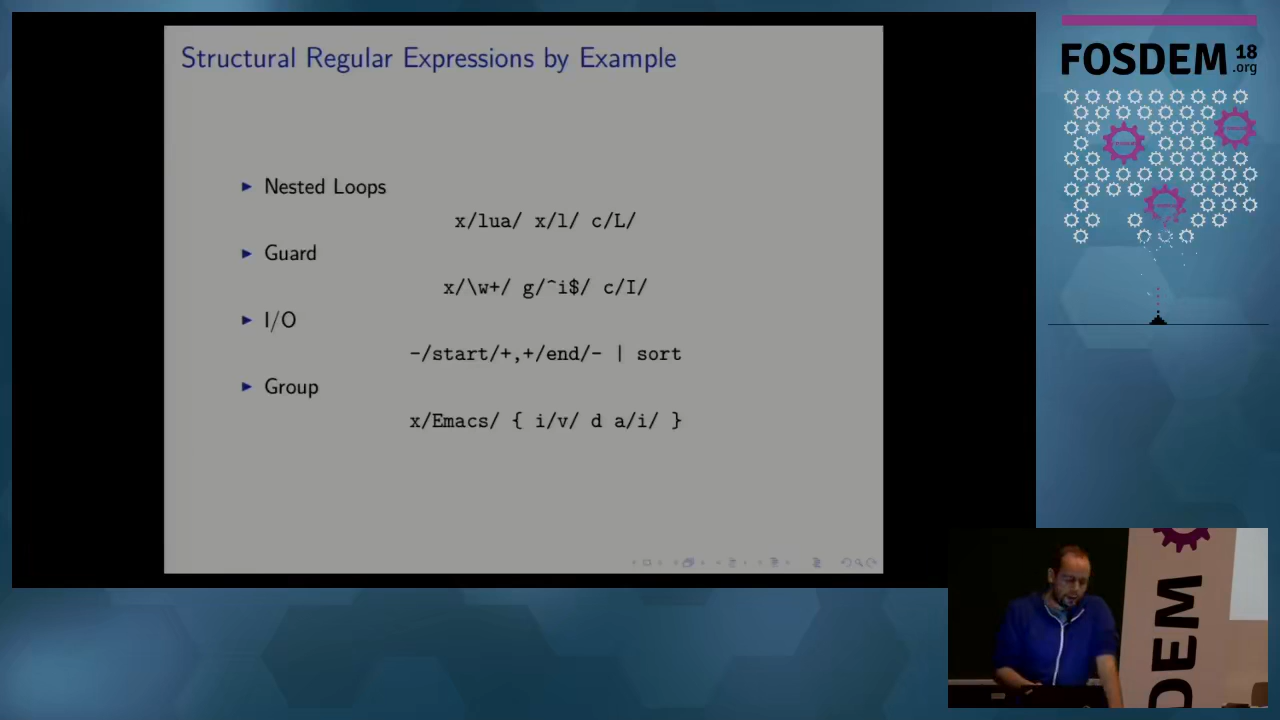 Structural Regular Expressions by Example
Nested Loops
x/lua/ x/l/ c/L/
Guard
x/\w+/ g/^i$/ c/I/
I/O
-/start/+,+/end/- | sort
Group
x/Emacs/ { i/v/ d a/i/ }
FOSDEM 18
.org
DEM